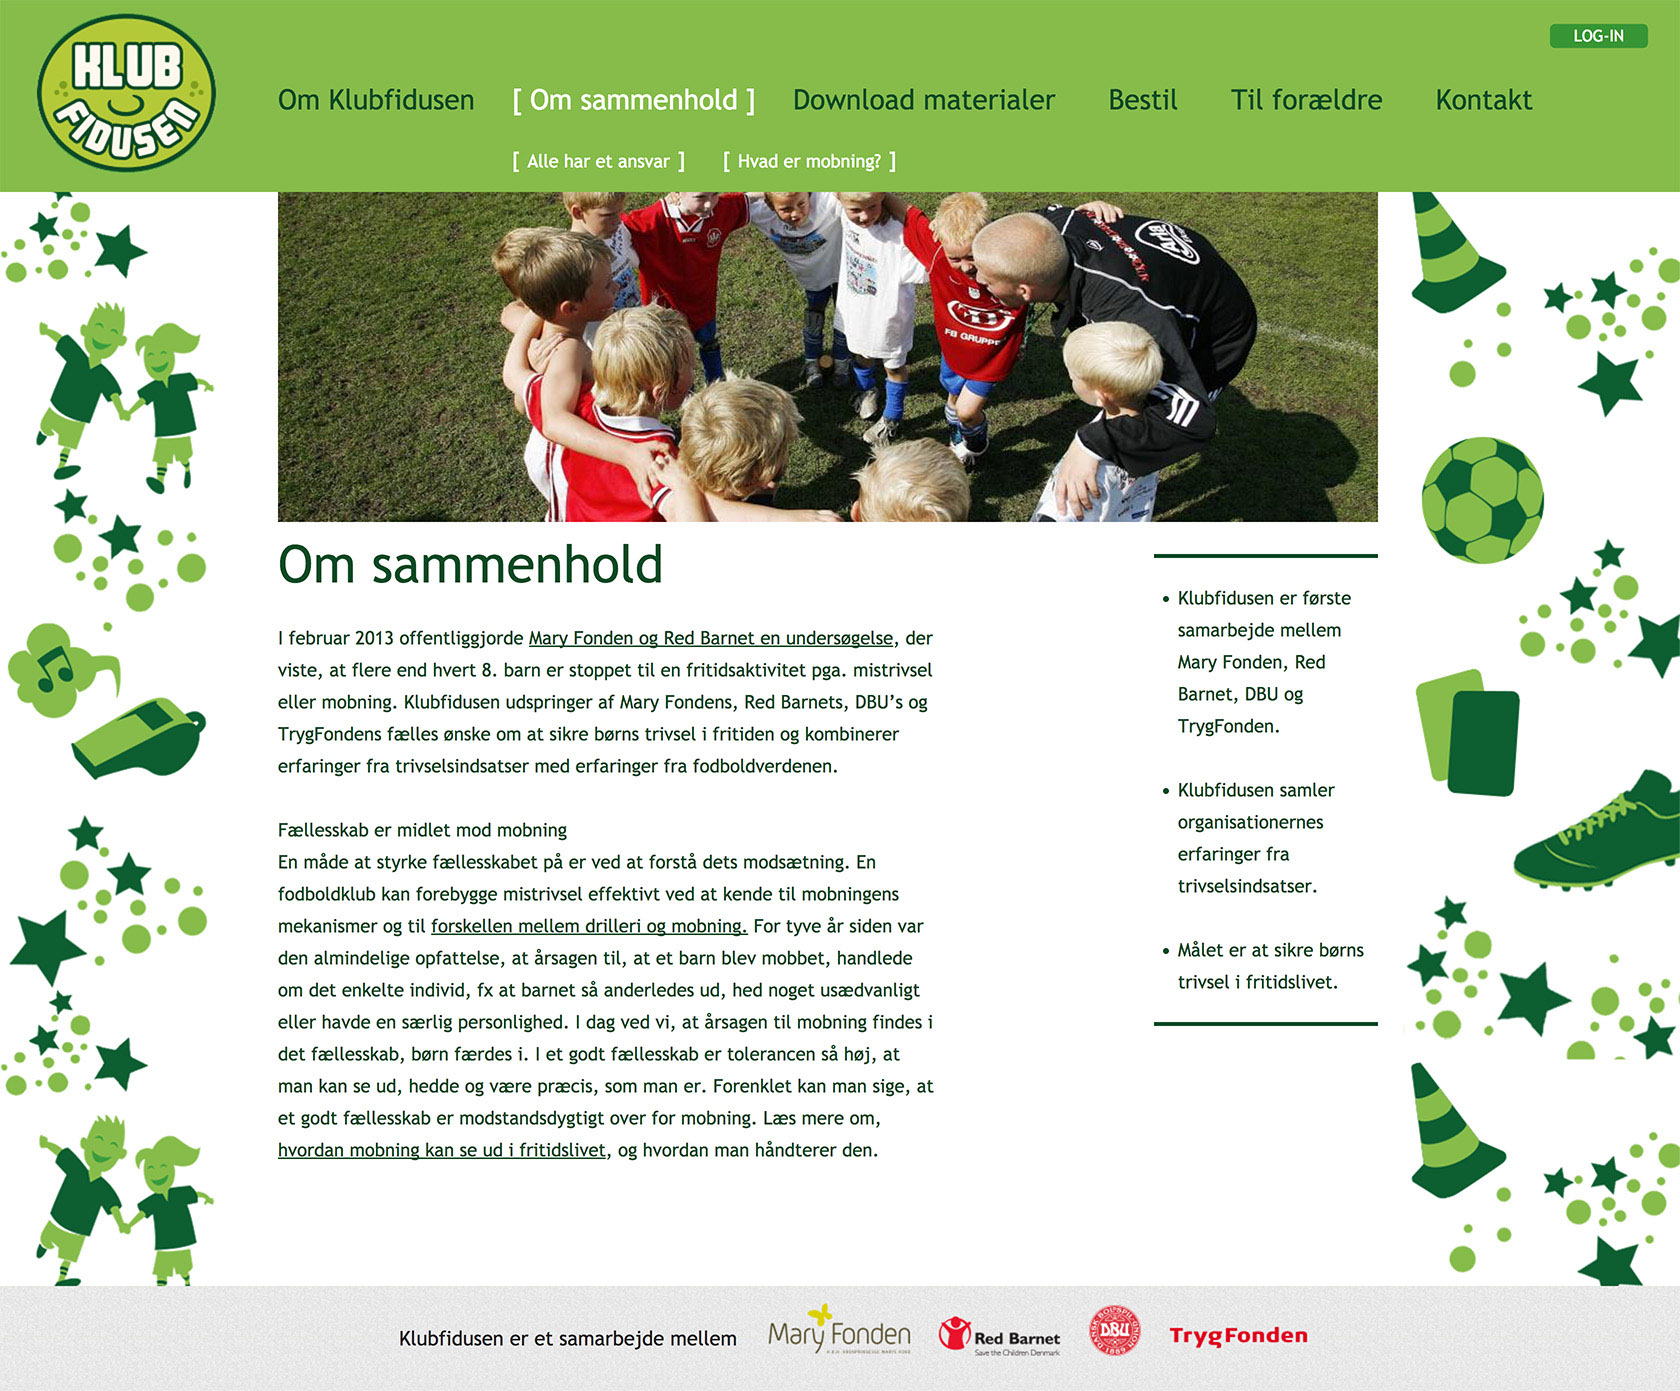 KLUB
FIDUSEN
LOG-IN
Om Klubfidusen [ Om sammenhold ] Download materialer Bestil Til forældre Kontakt
[ Alle har et ansvar ] [ Hvad er mobning? ]
FB GRUPPE
Om sammenhold
I februar 2013 offentliggjorde Mary Fonden og Red Barnet en undersøgelse, der
viste, at flere end hvert 8. barn er stoppet til en fritidsaktivitet pga. mistrivsel
eller mobning. Klubfidusen udspringer af Mary Fondens, Red Barnets, DBU’s og
TrygFondens fælles ønske om at sikre børns trivsel i fritiden og kombinerer
erfaringer fra trivselsindsatser med erfaringer fra fodboldverdenen.
Fællesskab er midlet mod mobning
En måde at styrke fællesskabet på er ved at forstå dets modsætning. En
fodboldklub kan forebygge mistrivsel effektivt ved at kende til mobningens
mekanismer og til forskellen mellem drilleri og mobning. For tyve år siden var
den almindelige opfattelse, at årsagen til, at et barn blev mobbet, handlede
om det enkelte individ, fx at barnet så anderledes ud, hed noget usædvanligt
eller havde en særlig personlighed. I dag ved vi, at årsagen til mobning findes i
det fællesskab, børn færdes i. I et godt fællesskab er tolerancen så høj, at
man kan se ud, hedde og være præcis, som man er. Forenklet kan man sige, at
et godt fællesskab er modstandsdygtigt over for mobning. Læs mere om,
hvordan mobning kan se ud i fritidslivet, og hvordan man håndterer den.
• Klubfidusen er første
samarbejde mellem
Mary Fonden, Red
Barnet, DBU og
TrygFonden.
• Klubfidusen samler
organisationernes
erfaringer fra
trivselsindsatser.
• Målet er at sikre børns
trivsel i fritidslivet.
Klubfidusen er et samarbejde mellem
Mary Fonden
H.K.H. KRONPRINSESSE MARYS FOND
Red Barnet
Save the Children Denmark
DANSK BOLDSPIL-UNION
DBU
1889
TrygFonden